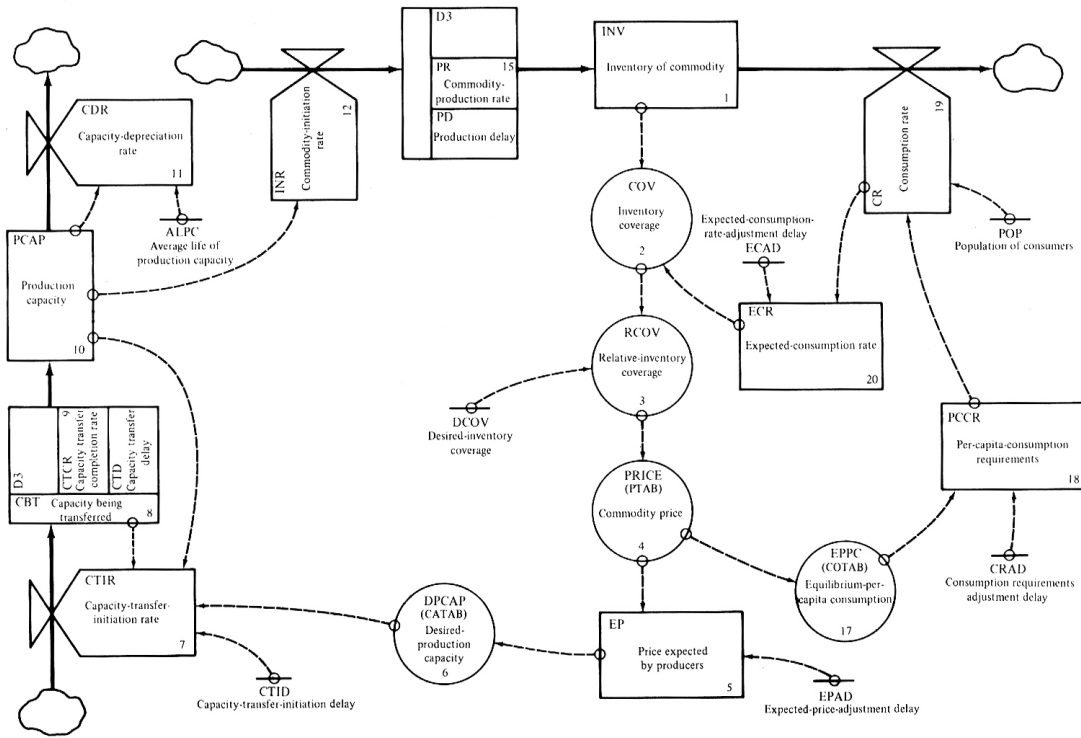 D3
PR 15
Commodity-
production rate
PD
Production delay
INV
Inventory of commodity
1
INR
Commodity-initiation
rate
12
19
Consumption rate
CR
CDR
Capacity-depreciation
rate
11
ALPC
Average life of
production capacity
PCAP
Production
capacity
10
COV
Inventory
coverage
2
Expected-consumption-
rate-adjustment delay
ECAD
POP
Population of consumers
ECR
Expected-consumption rate
20
RCOV
Relative-inventory
coverage
3
DCOV
Desired-inventory
coverage
PCCR
Per-capita-consumption
requirements
18
D3
CTCR 9
Capacity transfer
completion rate
CTD
Capacity transfer
delay
CBT
Capacity being
transferred
8
PRICE
(PTAB)
Commodity price
4
EPPC
(COTAB)
Equilibrium-per-
capita consumption
17
CRAD
Consumption requirements
adjustment delay
CTIR
Capacity-transfer-
initiation rate
7
DPCAP
(CATAB)
Desired-
production
capacity
6
EP
Price expected
by producers
5
CTID
Capacity-transfer-initiation delay
EPAD
Expected-price-adjustment delay